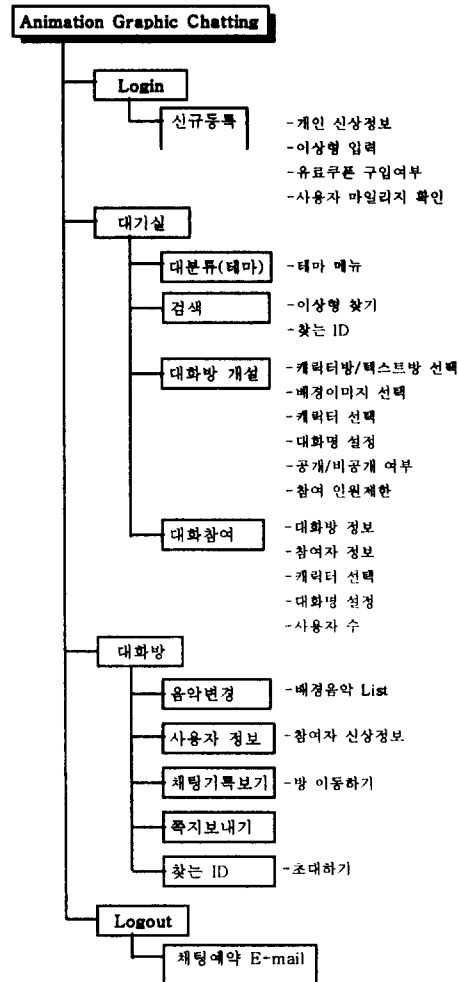 Animation Graphic Chatting
Login
신규등록
-개인 신상정보
-이상형 입력
-유료쿠폰 구입여부
-사용자 마일리지 확인
대기실
대분류(테마)
-테마 메뉴
검색
-이상형 찾기
-찾는 ID
대화방 개설
-캐릭터방/텍스트방 선택
-배경이미지 선택
-캐릭터 선택
-대화명 설정
-공개/비공개 여부
-참여 인원제한
대화참여
-대화방 정보
-참여자 정보
-캐릭터 선택
-대화명 설정
-사용자 수
대화방
음악변경
-배경음악 List
사용자 정보
-참여자 신상정보
채팅기록보기
-방 이동하기
쪽지보내기
찾는 ID
-초대하기
Logout
채팅예약 E-mail